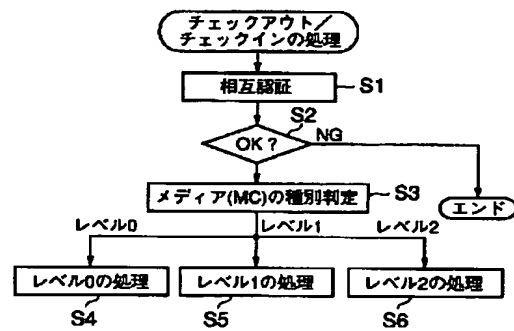 チェックアウト／
チェックインの処理
相互認証
S1
S2
OK？
NG
メディア(MC)の種別判定
S3
エンド
レベル0
レベル1
レベル2
レベル0の処理
レベル1の処理
レベル2の処理
S4
S5
S6